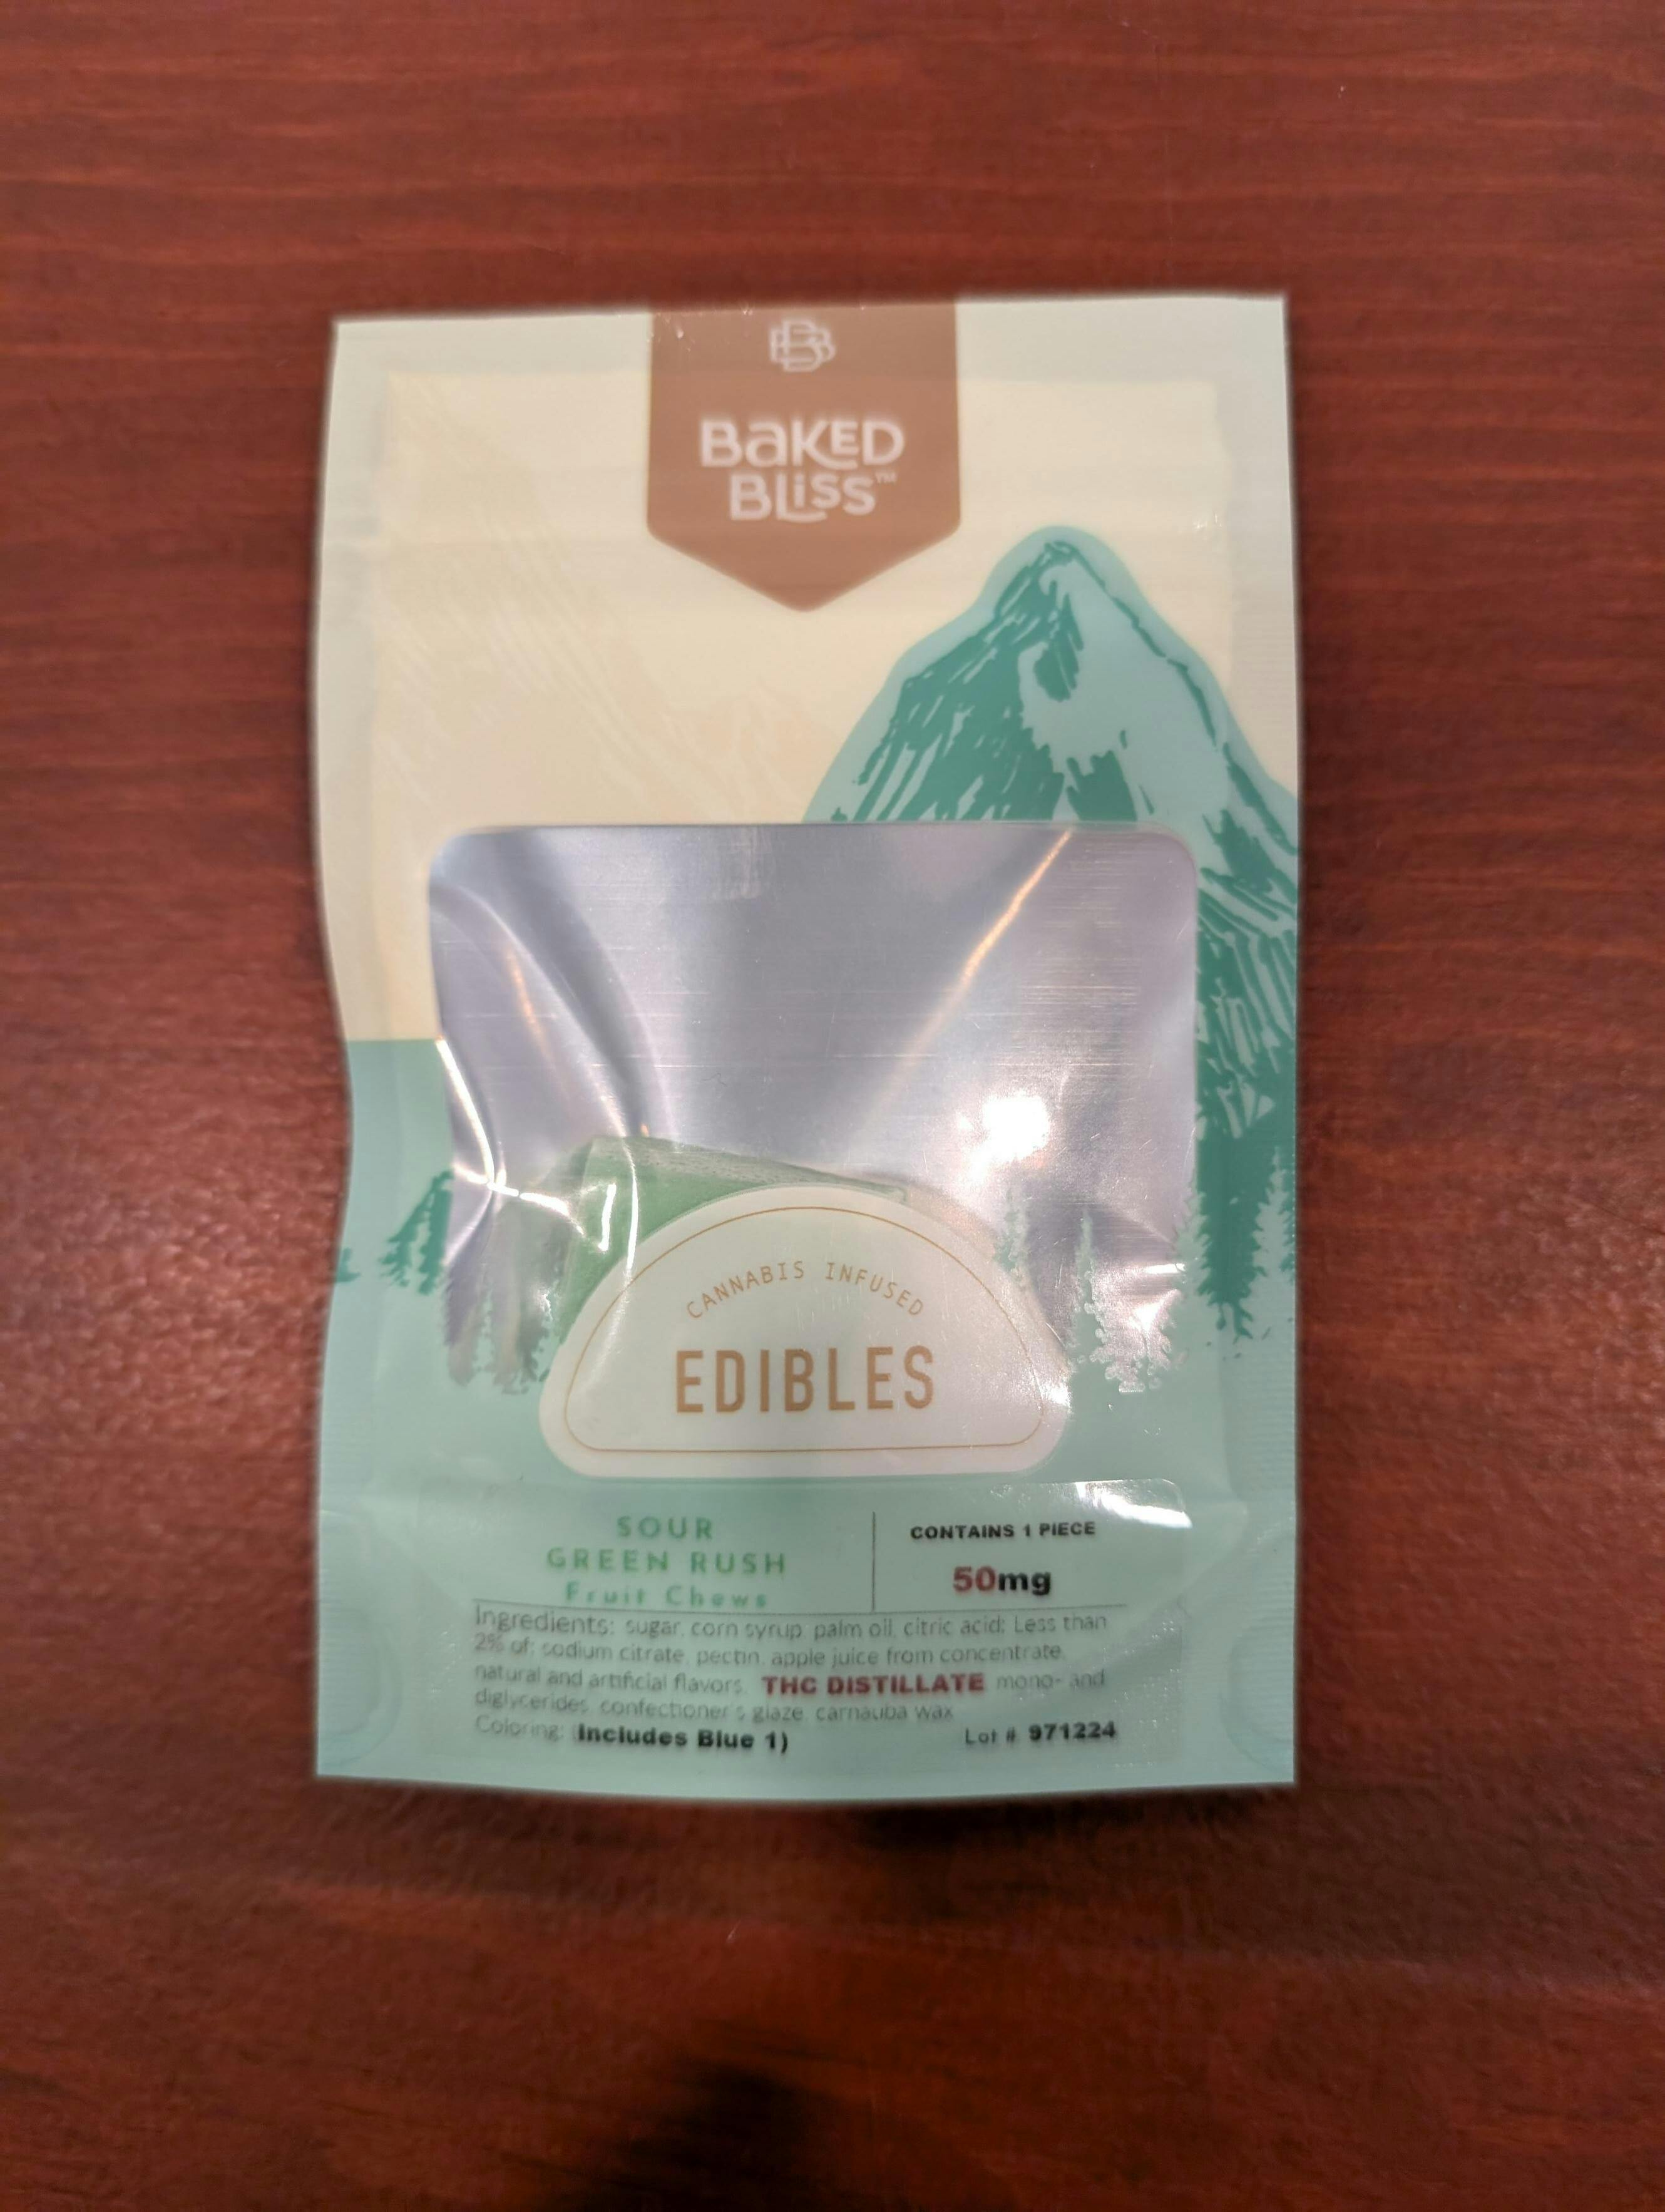 BB
BAKED
BLISS™
CANNABIS INFUSED
EDIBLES
SOUR
GREEN RUSH
Fruit Chews
CONTAINS 1 PIECE
50mg
Ingredients: sugar, corn syrup, palm oil, citric acid; Less than
2% of: sodium citrate, pectin, apple juice from concentrate,
natural and artificial flavors, THC DISTILLATE mono- and
diglycerides, confectioner's glaze, carnauba wax
Coloring: (Includes Blue 1)
Lot # 971224